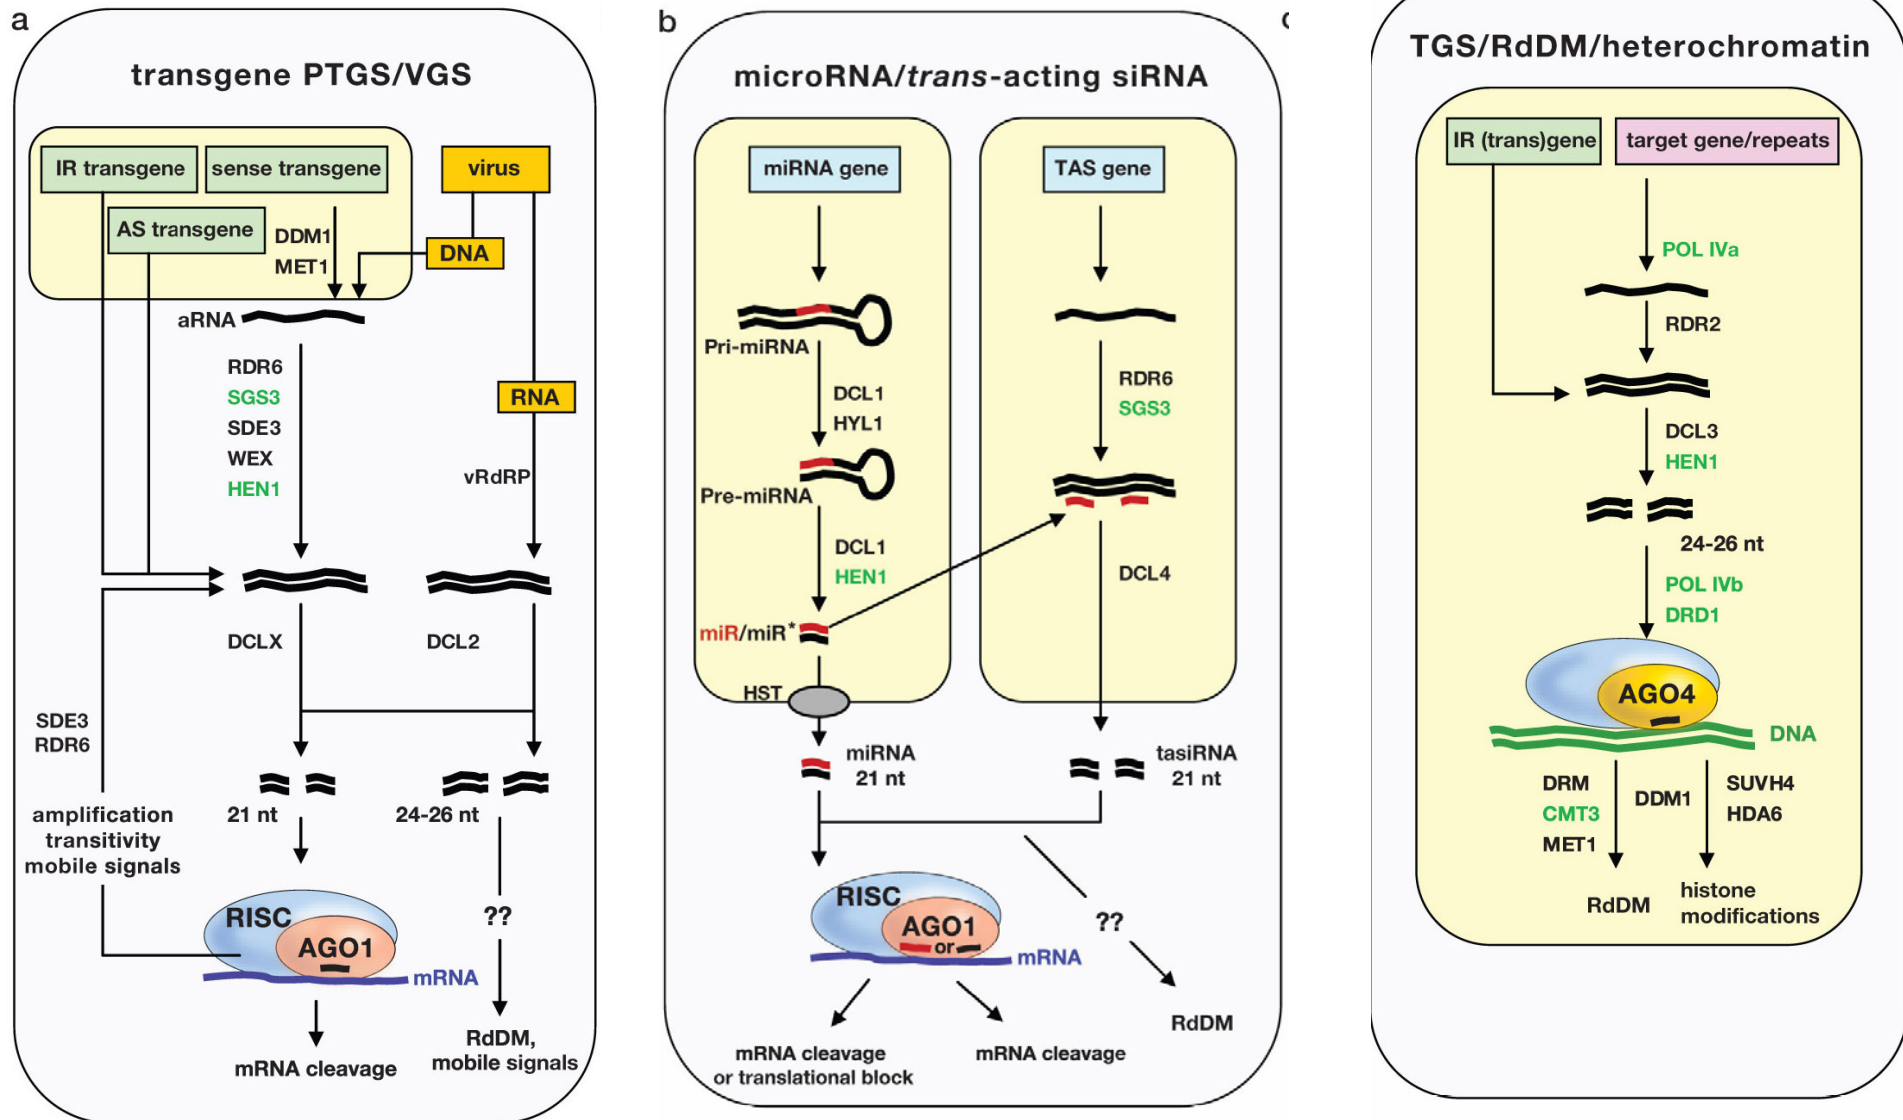 a
transgene PTGS/VGS
IR transgene
sense transgene
virus
AS transgene
DDM1
MET1
DNA
aRNA
RDR6
SGS3
SDE3
WEX
HEN1
RNA
vRdRP
DCLX
DCL2
SDE3
RDR6
21 nt
24-26 nt
amplification
transitivity
mobile signals
RISC
AGO1
mRNA
??
mRNA cleavage
RdDM,
mobile signals
b
microRNA/trans-acting siRNA
miRNA gene
TAS gene
Pri-miRNA
DCL1
HYL1
RDR6
SGS3
Pre-miRNA
DCL1
HEN1
DCL4
miR/miR*
HST
miRNA
21 nt
tasiRNA
21 nt
RISC
AGO1
or
mRNA
??
RdDM
mRNA cleavage
or translational block
mRNA cleavage
TGS/RdDM/heterochromatin
IR (trans)gene
target gene/repeats
POL IVa
RDR2
DCL3
HEN1
24-26 nt
POL IVb
DRD1
AGO4
DNA
DRM
CMT3
MET1
DDM1
SUVH4
HDA6
RdDM
histone
modifications